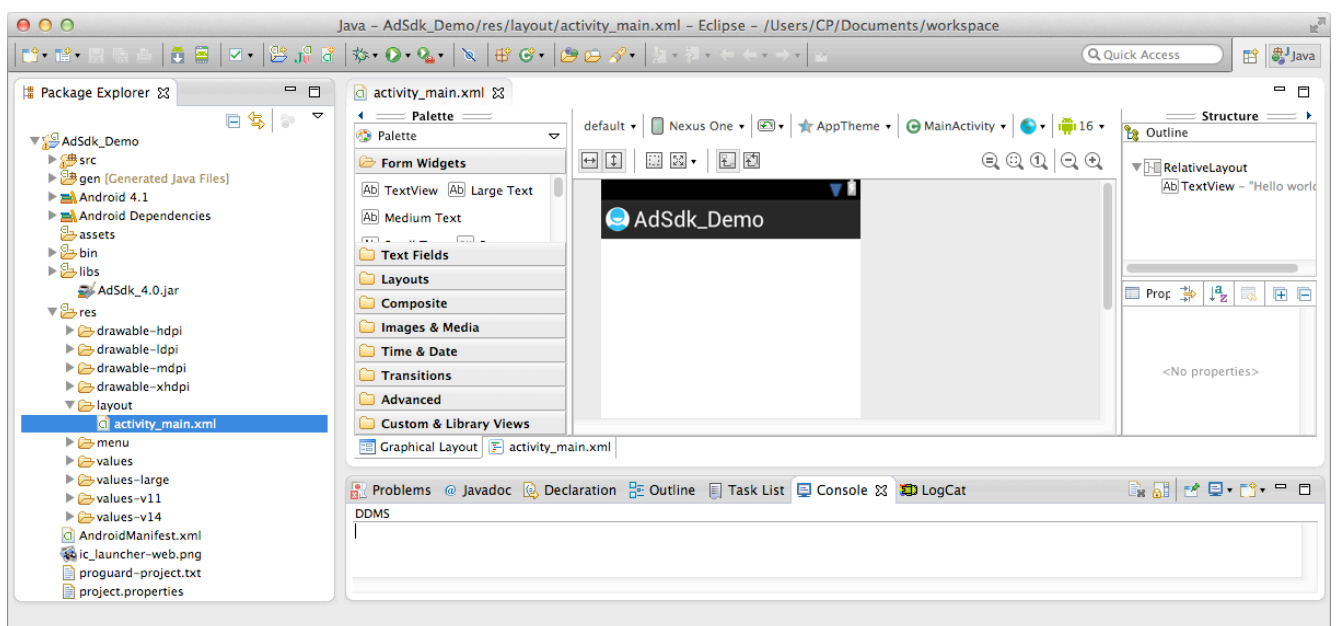 Java – AdSdk_Demo/res/layout/activity_main.xml – Eclipse – /Users/CP/Documents/workspace
Quick Access
Java
Package Explorer
AdSdk_Demo
src
gen [Generated Java Files]
Android 4.1
Android Dependencies
assets
bin
libs
AdSdk_4.0.jar
res
drawable-hdpi
drawable-ldpi
drawable-mdpi
drawable-xhdpi
layout
activity_main.xml
menu
values
values-large
values-v11
values-v14
AndroidManifest.xml
ic_launcher-web.png
proguard-project.txt
project.properties
activity_main.xml
Palette
Palette
Form Widgets
Ab TextView Ab Large Text
Ab Medium Text
Text Fields
Layouts
Composite
Images & Media
Time & Date
Transitions
Advanced
Custom & Library Views
default Nexus One AppTheme MainActivity 16
AdSdk_Demo
Graphical Layout activity_main.xml
Structure
Outline
RelativeLayout
Ab TextView – "Hello world
Prop
<No properties>
Problems @ Javadoc Declaration Outline Task List Console LogCat
DDMS